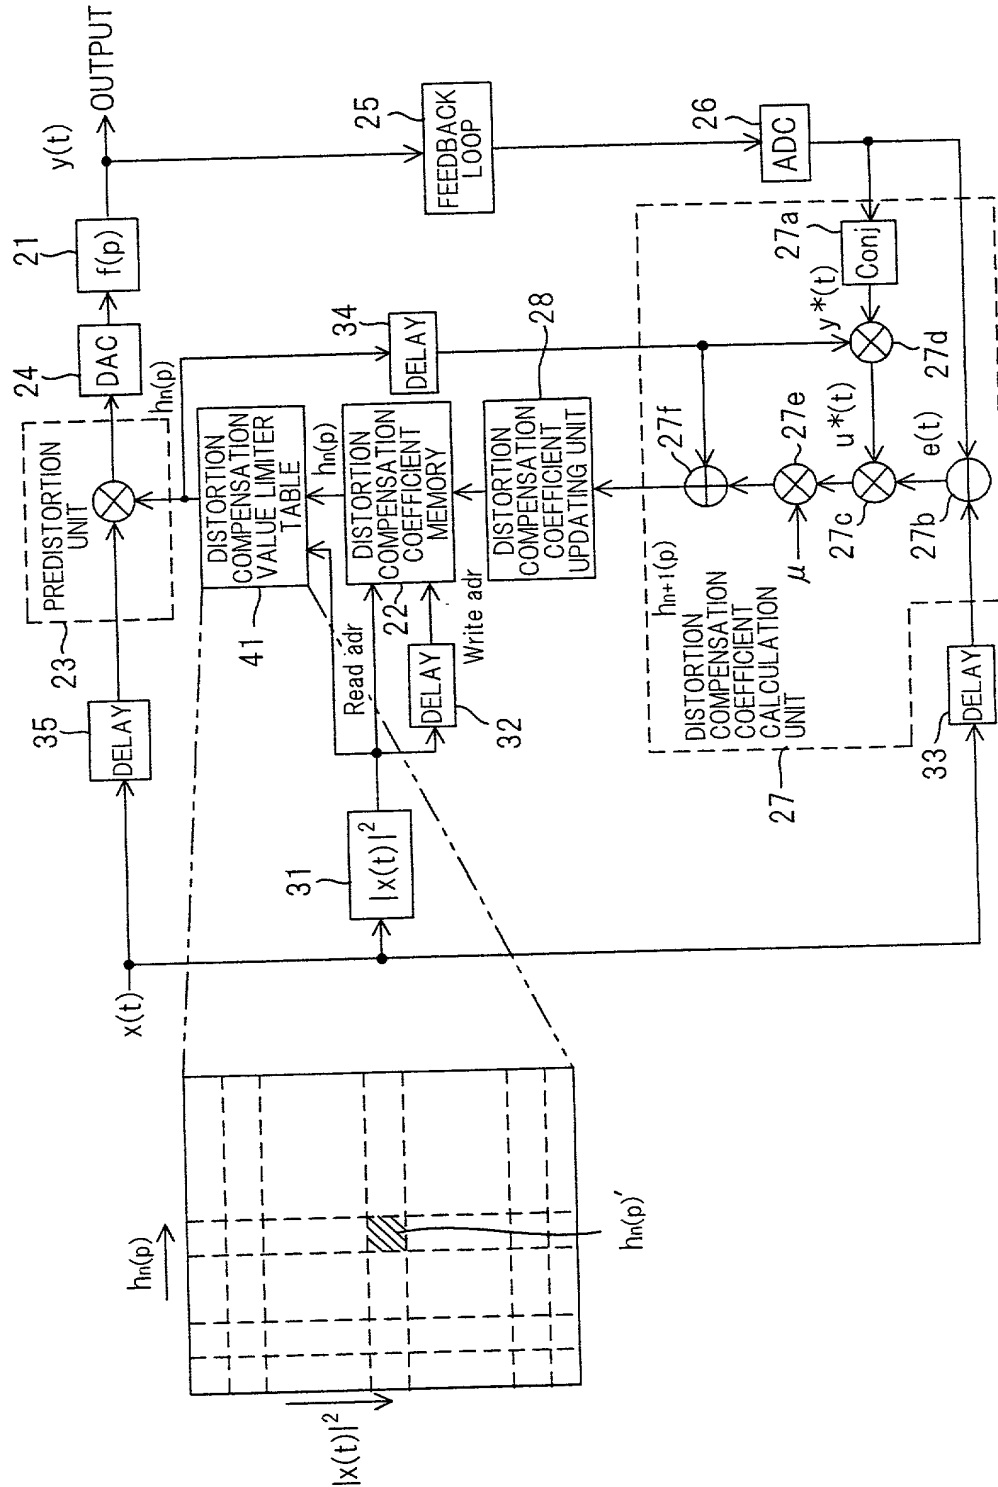 x(t)
35
DELAY
23
PREDISTORTION
UNIT
24
DAC
21
f(p)
y(t)
OUTPUT
hn(p)
41
DISTORTION
COMPENSATION
VALUE LIMITER
TABLE
hn(p)
Read adr
31
|x(t)|²
22
DISTORTION
COMPENSATION
COEFFICIENT
MEMORY
34
DELAY
25
FEEDBACK
LOOP
DELAY
32
Write adr
28
DISTORTION
COMPENSATION
COEFFICIENT
UPDATING UNIT
26
ADC
hn+1(p)
27f
27a
Conj
y*(t)
27d
27e
μ
u*(t)
27c
e(t)
27b
DISTORTION
COMPENSATION
COEFFICIENT
CALCULATION
UNIT
27
33
DELAY
hn(p)
|x(t)|²
hn(p)′